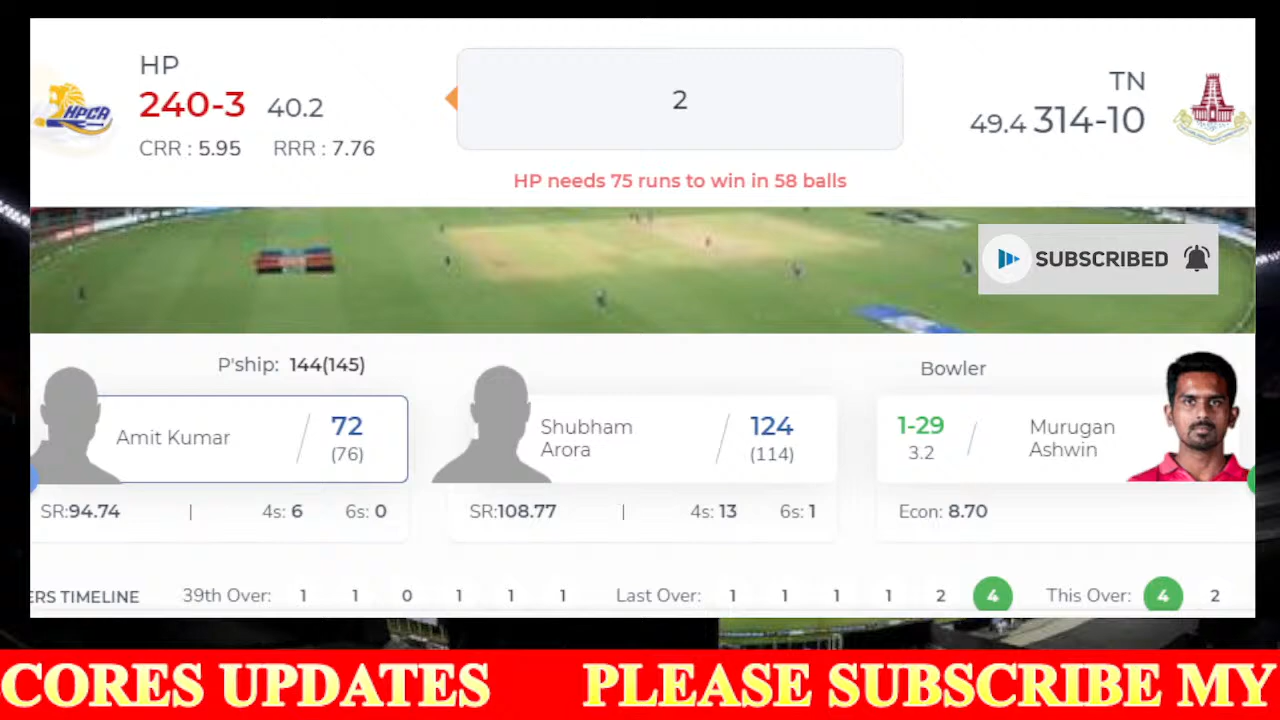 HP
240-3 40.2
CRR : 5.95 RRR : 7.76
2
TN
49.4 314-10
HPCA
HP needs 75 runs to win in 58 balls
SUBSCRIBED
P'ship: 144(145)
Amit Kumar
72
(76)
SR:94.74 | 4s: 6 6s: 0
Shubham
Arora
124
(114)
SR:108.77 | 4s: 13 6s: 1
Bowler
1-29
3.2
Murugan
Ashwin
Econ: 8.70
ERS TIMELINE 39th Over: 1 1 0 1 1 1 Last Over: 1 1 1 1 2 4 This Over: 4 2
CORES UPDATES PLEASE SUBSCRIBE MY